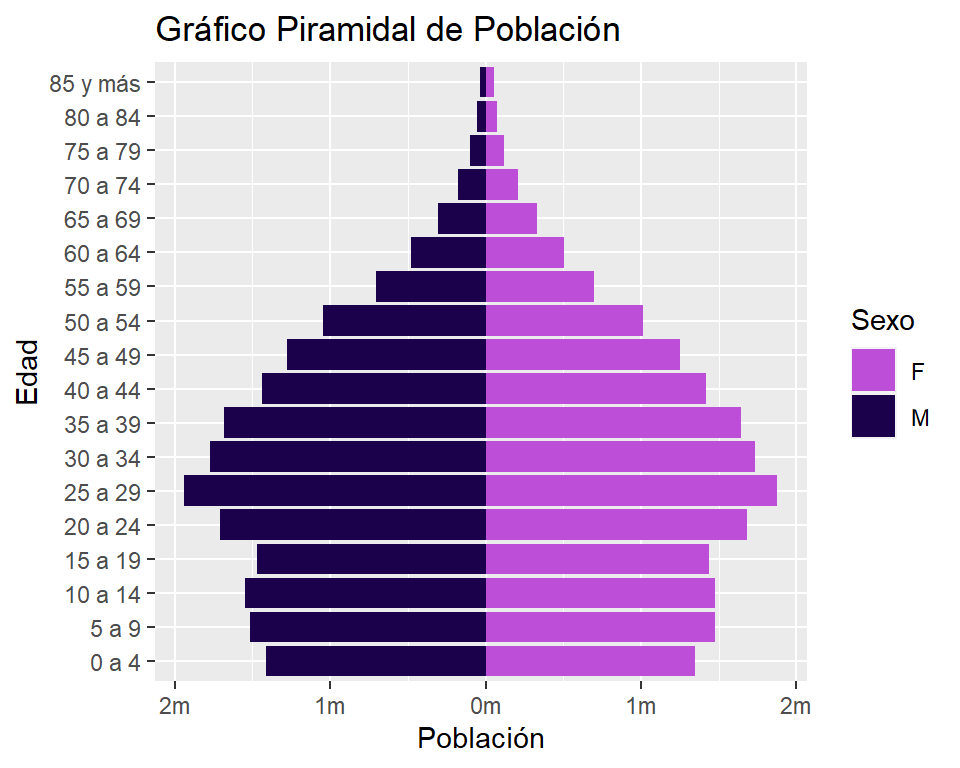 Gráfico Piramidal de Población
85 y más
80 a 84
75 a 79
70 a 74
65 a 69
60 a 64
55 a 59
50 a 54
45 a 49
40 a 44
35 a 39
30 a 34
25 a 29
20 a 24
15 a 19
10 a 14
5 a 9
0 a 4
Edad
2m 1m 0m 1m 2m
Población
Sexo
F
M